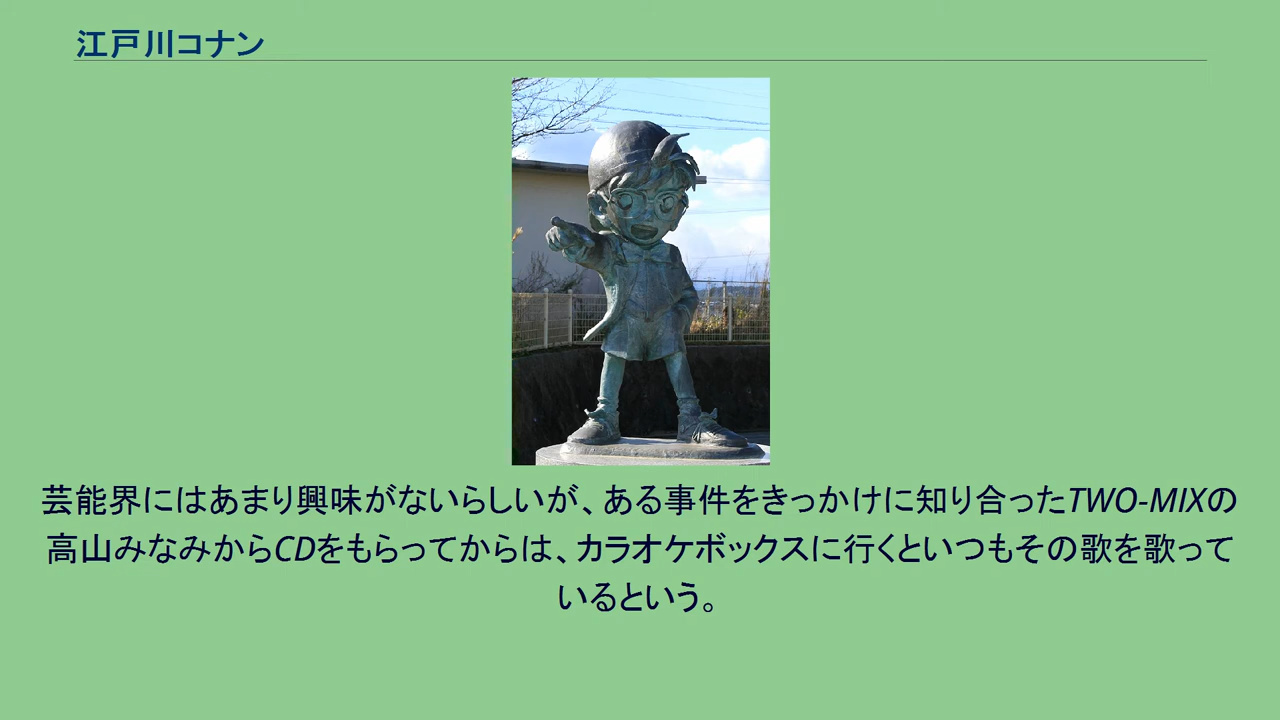 江戸川コナン
芸能界にはあまり興味がないらしいが、ある事件をきっかけに知り合ったTWO-MIXの
高山みなみからCDをもらってからは、カラオケボックスに行くといつもその歌を歌って
いるという。